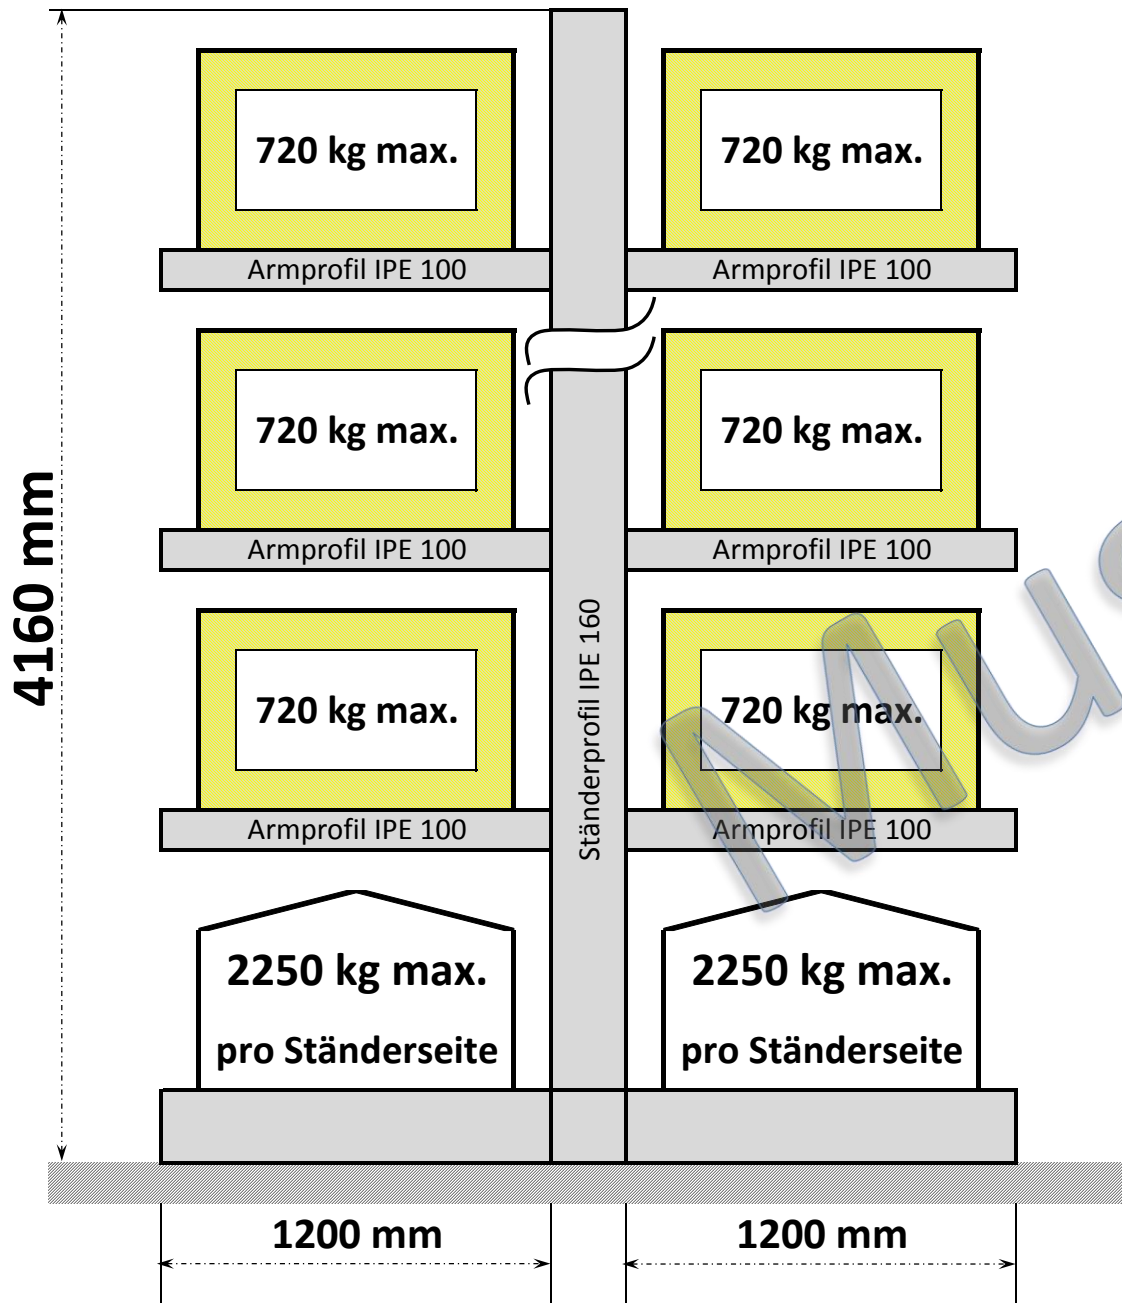 720 kg max.
720 kg max.
Armprofil IPE 100
Armprofil IPE 100
720 kg max.
720 kg max.
Armprofil IPE 100
Armprofil IPE 100
4160 mm
Ständerprofil IPE 160
720 kg max.
720 kg max.
Armprofil IPE 100
Armprofil IPE 100
2250 kg max.
pro Ständerseite
2250 kg max.
pro Ständerseite
1200 mm
1200 mm